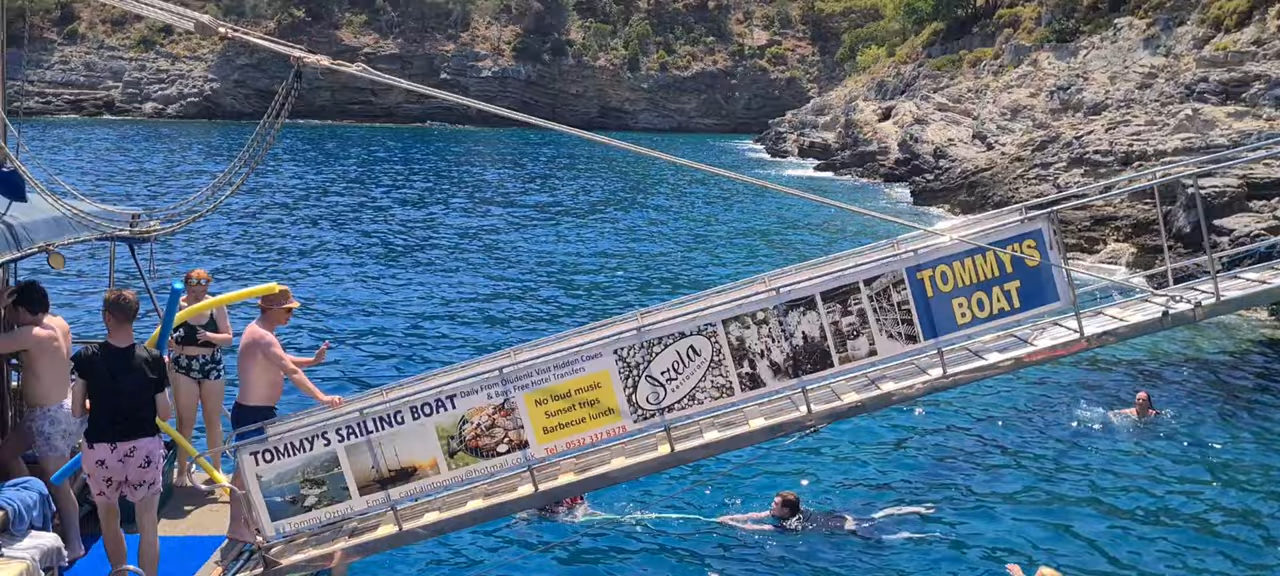 TOMMY'S SAILING BOAT
Daily From Oludeniz Visit Hidden Coves
& Bays Free Hotel Transfers
No loud music
Sunset trips
Barbecue lunch
Tel : 0532 337 8378
Tommy Ozturk
Email captaintommy@hotmail.co
Izela
RESTAURANT
TOMMY'S
BOAT